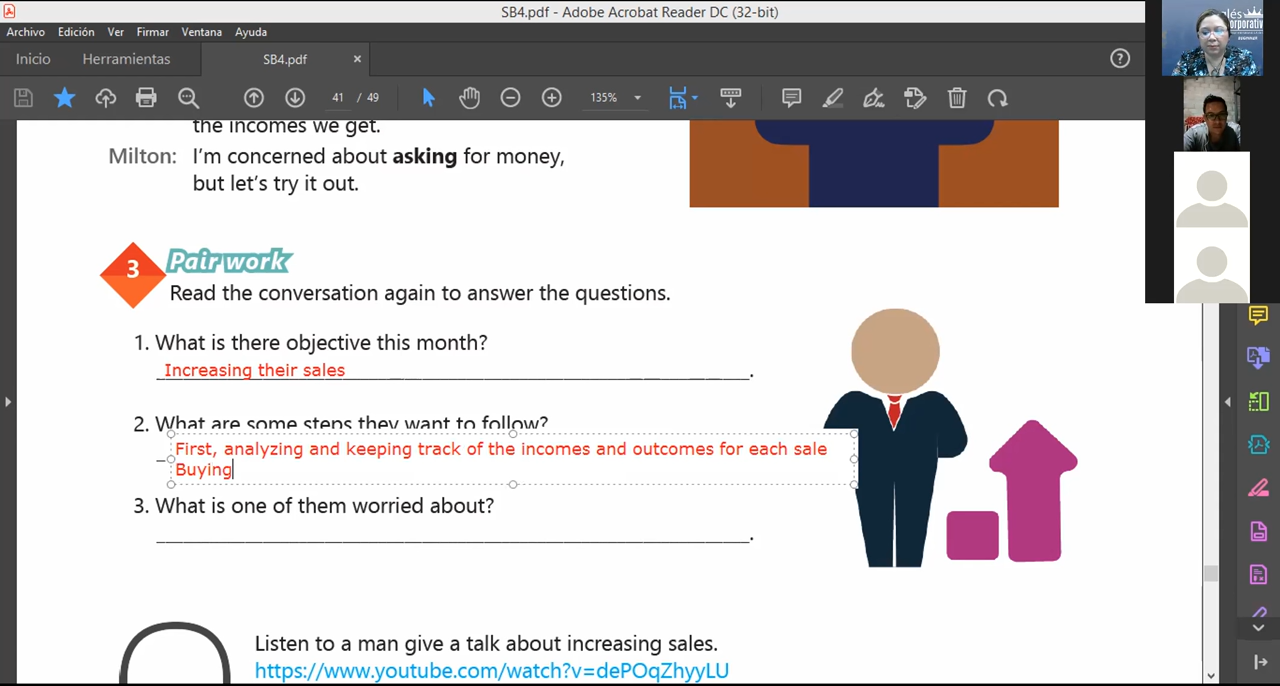 SB4.pdf - Adobe Acrobat Reader DC (32-bit)
Archivo Edición Ver Firmar Ventana Ayuda
Inicio Herramientas SB4.pdf ×
41 / 49 135%
the incomes we get.
Milton: I'm concerned about asking for money,
but let's try it out.
3 Pair work
Read the conversation again to answer the questions.
1. What is there objective this month?
Increasing their sales
2. What are some steps they want to follow?
First, analyzing and keeping track of the incomes and outcomes for each sale
Buying
3. What is one of them worried about?
Listen to a man give a talk about increasing sales.
https://www.youtube.com/watch?v=dePOqZhyyLU